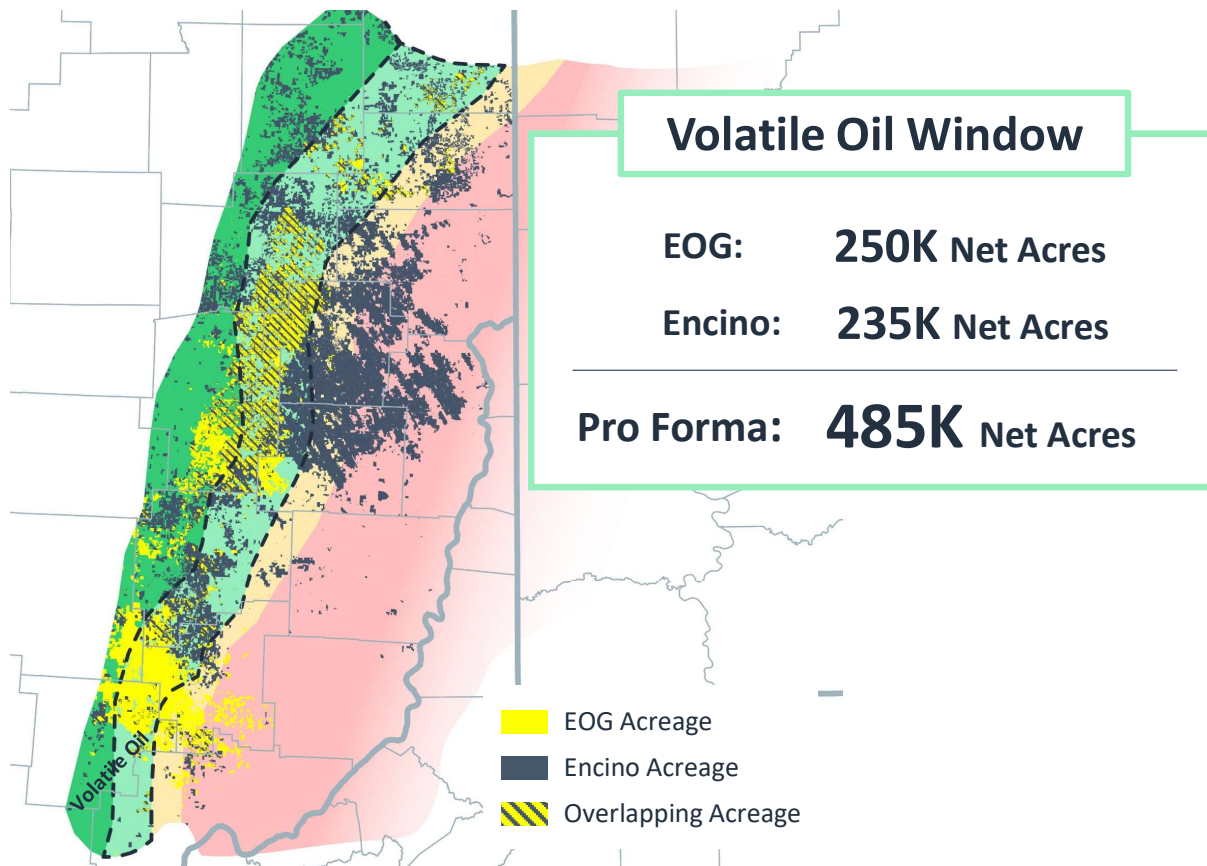 Volatile Oil Window
EOG: 250K Net Acres
Encino: 235K Net Acres
Pro Forma: 485K Net Acres
Volatile Oil
EOG Acreage
Encino Acreage
Overlapping Acreage